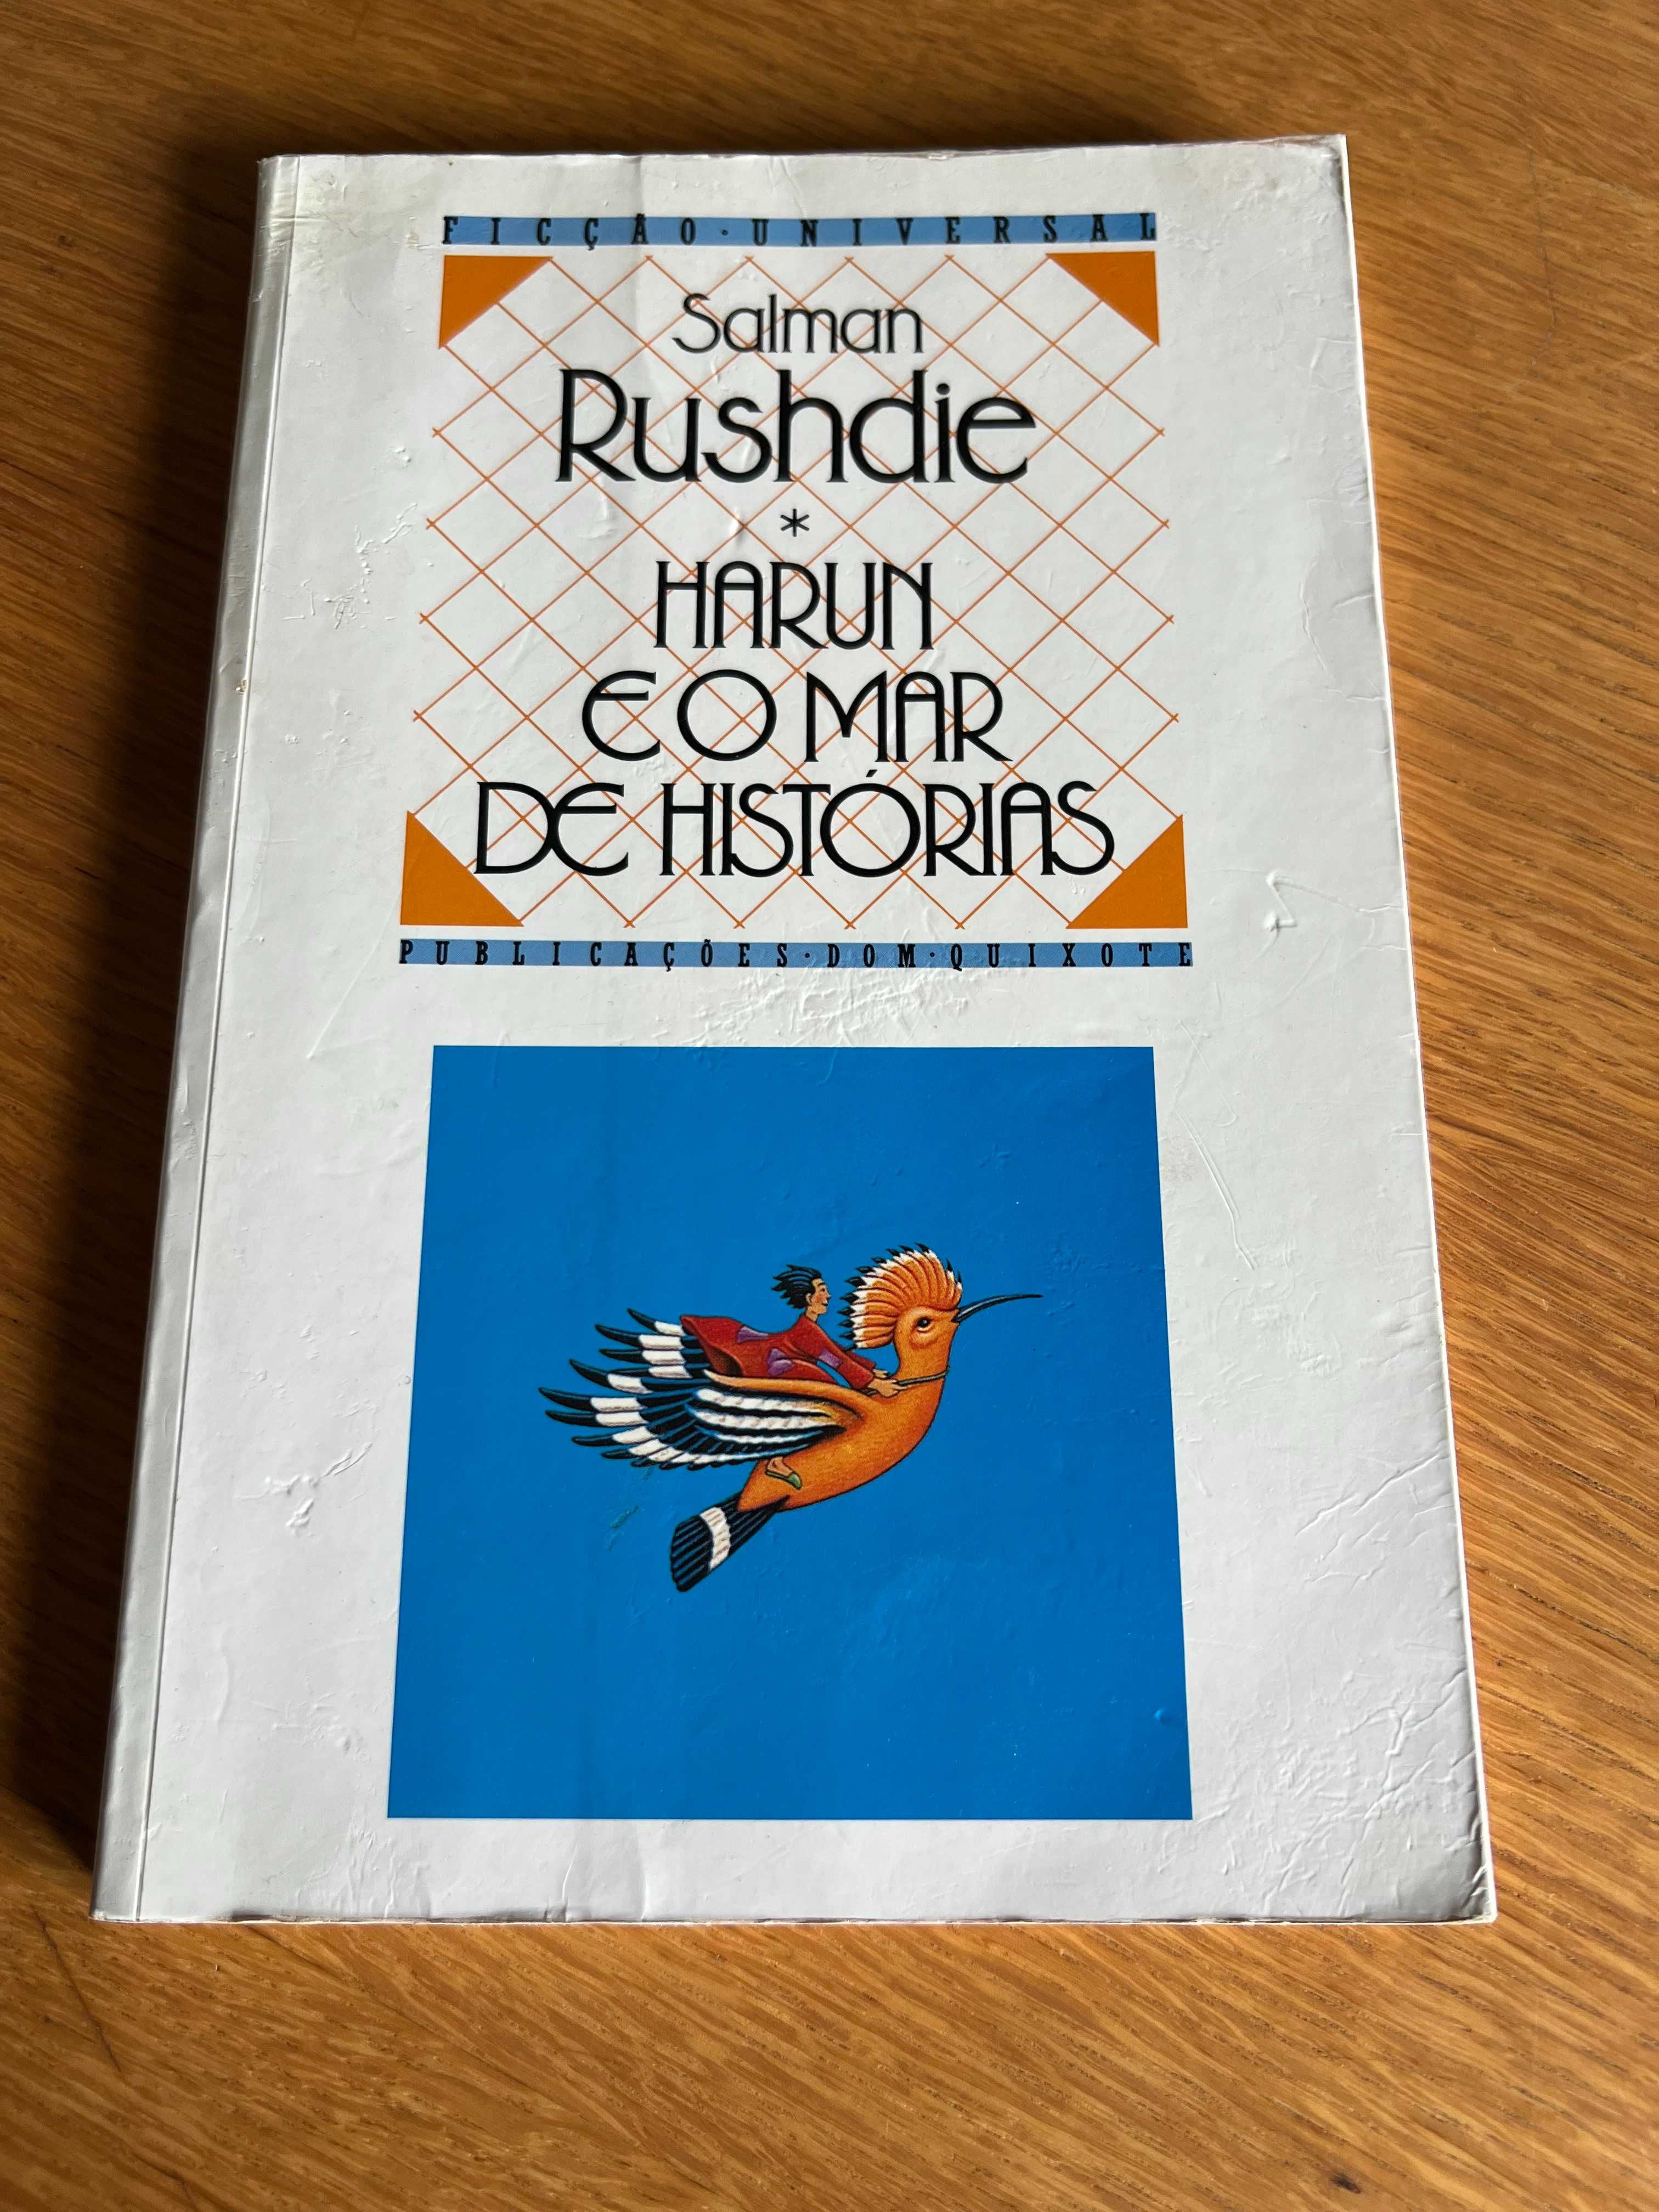 FICÇÃO·UNIVERSAL
Salman
Rushdie
*
HARUN
E O MAR
DE HISTÓRIAS
PUBLICAÇÕES·DOM·QUIXOTE